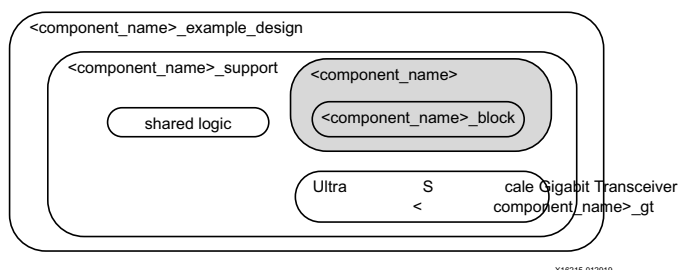 <component_name>_example_design
<component_name>_support
<component_name>
shared logic
<component_name>_block
Ultra S cale Gigabit Transceiver
< component_name>_gt
X16315-012019